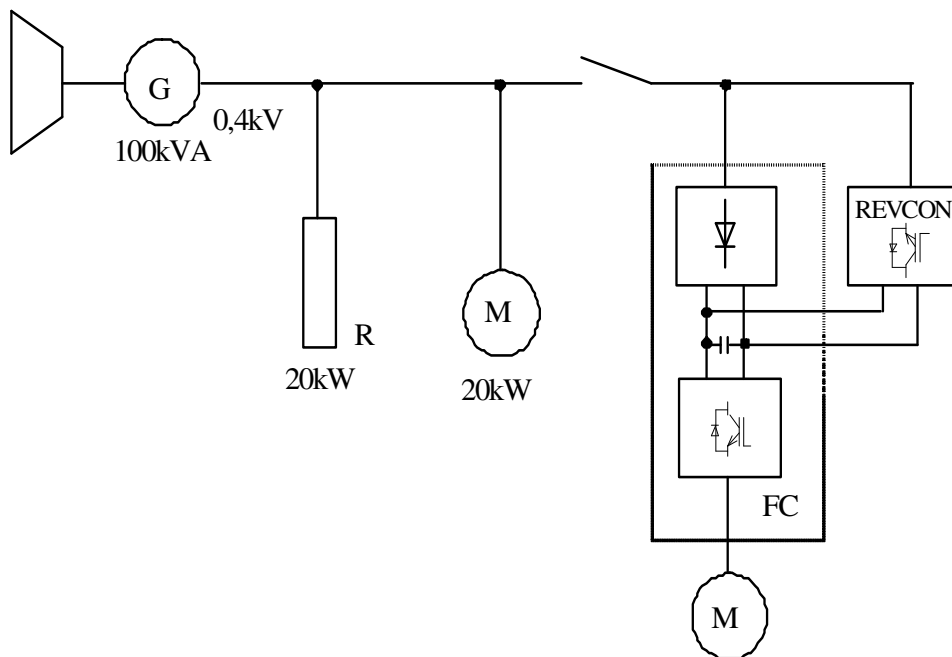 G
0,4kV
100kVA
REVCON
M
R
20kW
20kW
FC
M